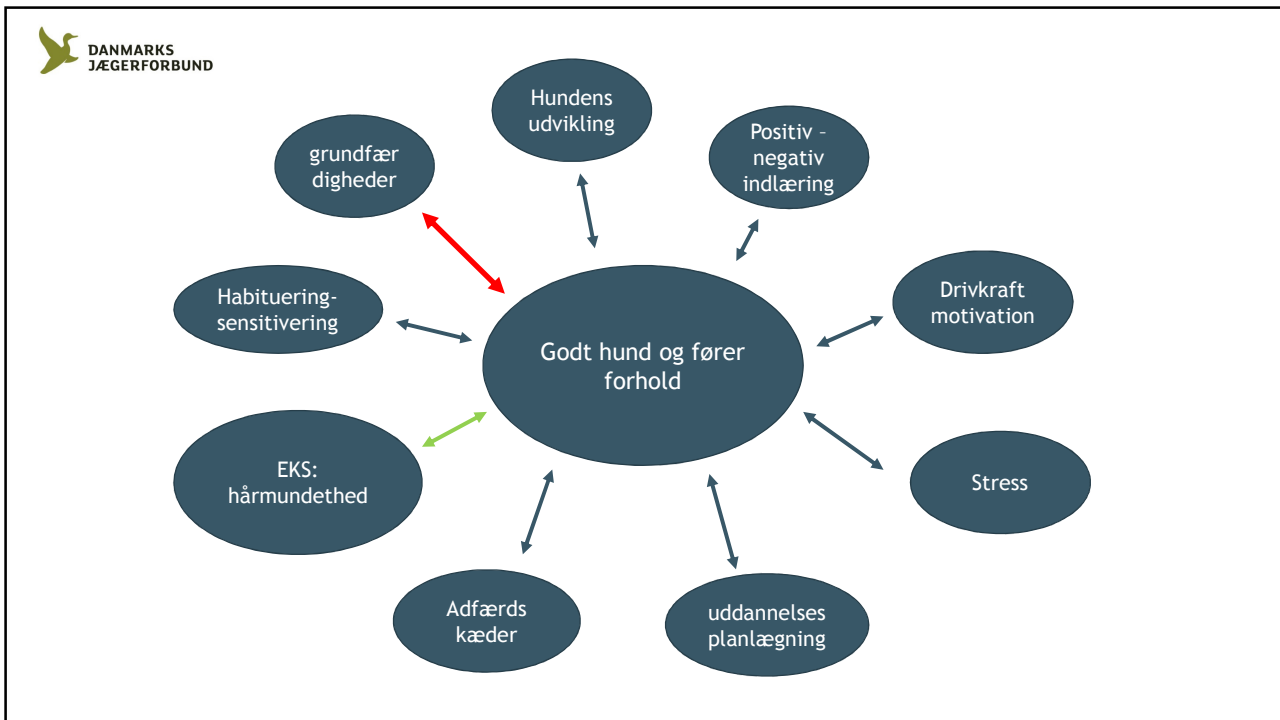 DANMARKS
JÆGERFORBUND
Hundens
udvikling
Positiv –
negativ
indlæring
grundfær
digheder
Habituering-
sensitivering
Drivkraft
motivation
Godt hund og fører
forhold
EKS:
hårmundethed
Stress
Adfærds
kæder
uddannelses
planlægning